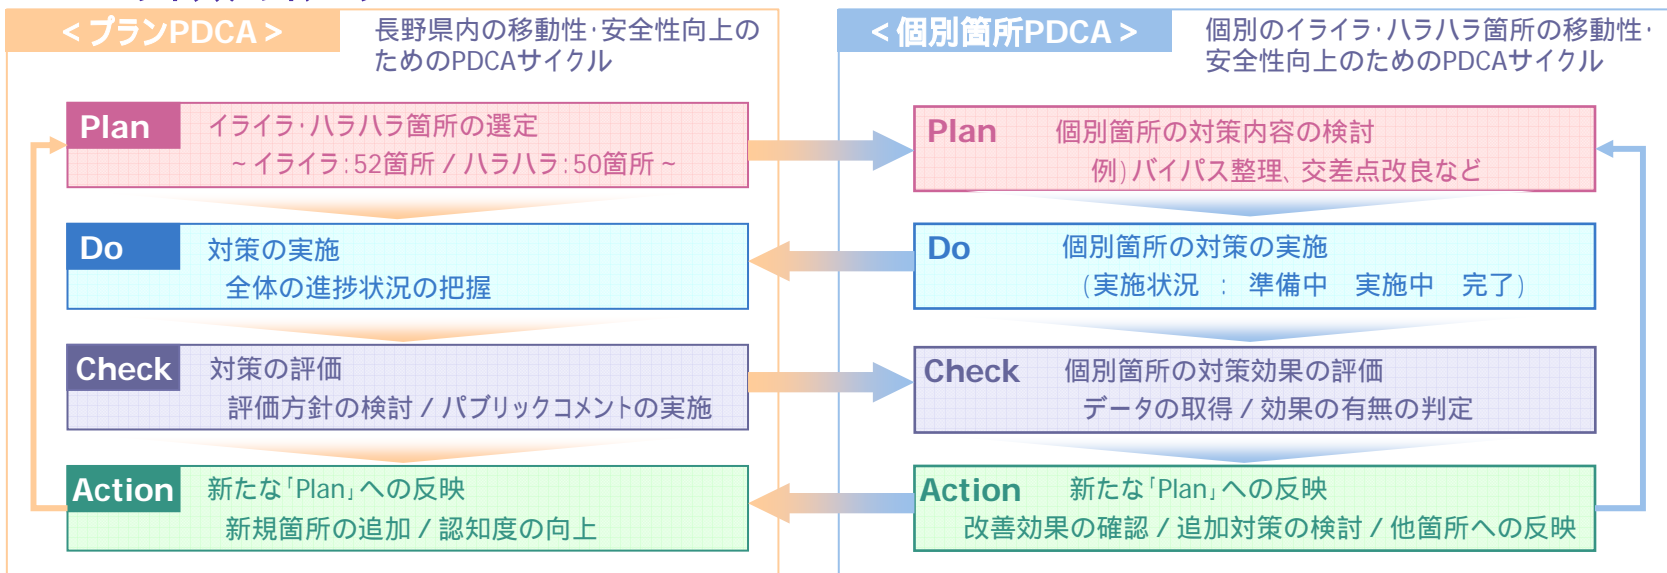 < プランPDCA >
長野県内の移動性･安全性向上の
ためのPDCAサイクル
Plan
イライラ･ハラハラ箇所の選定
~ イライラ：52箇所 / ハラハラ：50箇所 ~
Do
対策の実施
全体の進捗状況の把握
Check
対策の評価
評価方針の検討 / パブリックコメントの実施
Action
新たな｢Plan｣への反映
新規箇所の追加 / 認知度の向上
< 個別箇所PDCA >
個別のイライラ･ハラハラ箇所の移動性･
安全性向上のためのPDCAサイクル
Plan
個別箇所の対策内容の検討
例)バイパス整理、交差点改良など
Do
個別箇所の対策の実施
(実施状況 ： 準備中 実施中 完了)
Check
個別箇所の対策効果の評価
データの取得 / 効果の有無の判定
Action
新たな｢Plan｣への反映
改善効果の確認 / 追加対策の検討 / 他箇所への反映